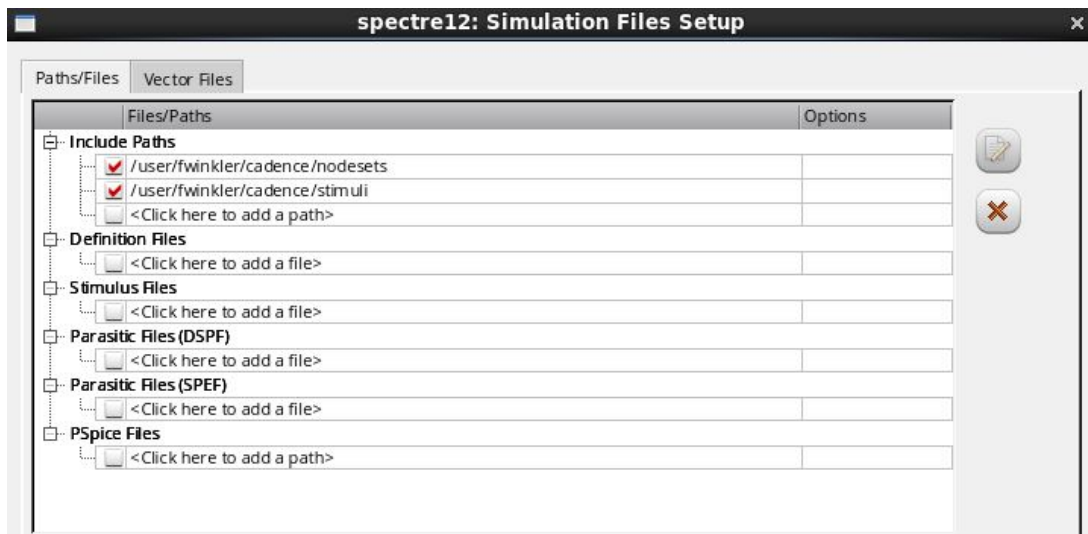 spectre12: Simulation Files Setup
Paths/Files Vector Files
Files/Paths Options
Include Paths
/user/fwinkler/cadence/nodesets
/user/fwinkler/cadence/stimuli
<Click here to add a path>
Definition Files
<Click here to add a file>
Stimulus Files
<Click here to add a file>
Parasitic Files (DSPF)
<Click here to add a file>
Parasitic Files (SPEF)
<Click here to add a file>
PSpice Files
<Click here to add a path>